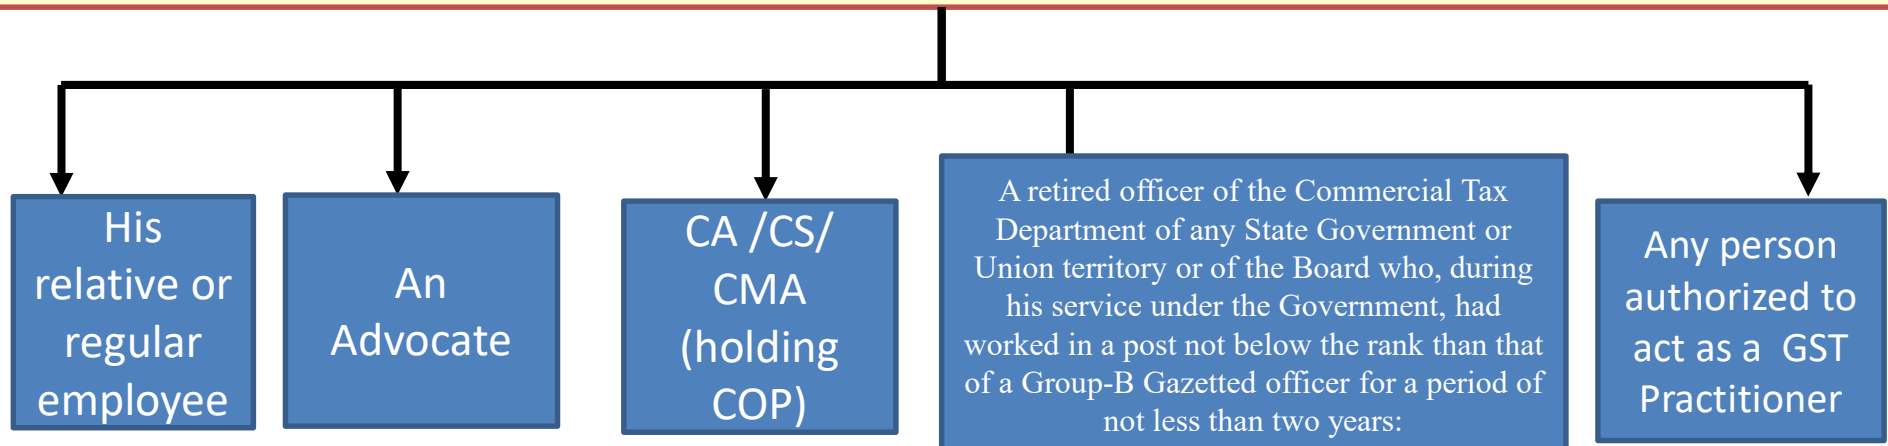 His
relative or
regular
employee
An
Advocate
CA /CS/
CMA
(holding
COP)
A retired officer of the Commercial Tax
Department of any State Government or
Union territory or of the Board who, during
his service under the Government, had
worked in a post not below the rank than that
of a Group-B Gazetted officer for a period of
not less than two years:
Any person
authorized to
act as a  GST
Practitioner